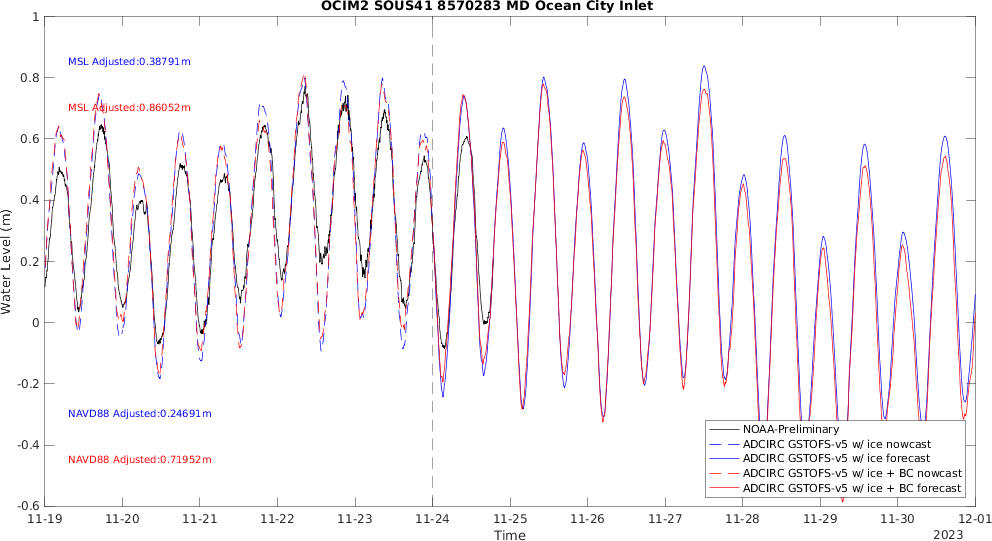 OCIM2 SOUS41 8570283 MD Ocean City Inlet
Water Level (m)
1
0.8
0.6
0.4
0.2
0
-0.2
-0.4
-0.6
MSL Adjusted:0.38791m
MSL Adjusted:0.86052m
NAVD88 Adjusted:0.24691m
NAVD88 Adjusted:0.71952m
NOAA-Preliminary
ADCIRC GSTOFS-v5 w/ ice nowcast
ADCIRC GSTOFS-v5 w/ ice forecast
ADCIRC GSTOFS-v5 w/ ice + BC nowcast
ADCIRC GSTOFS-v5 w/ ice + BC forecast
11-19 11-20 11-21 11-22 11-23 11-24 11-25 11-26 11-27 11-28 11-29 11-30 12-01
Time
2023